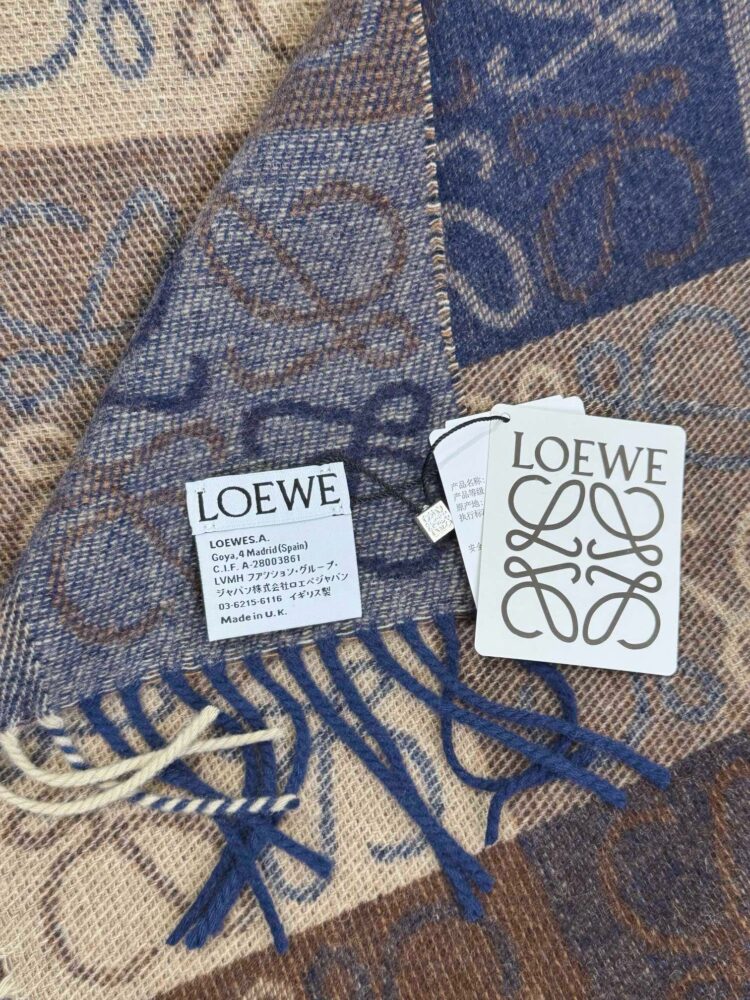 LOEWE
LOEWES.A.
Goya,4 Madrid(Spain)
C.I.F. A-28003861
LVMH ファッション・グループ・
ジャパン株式会社ロエベジャパン
03-6215-6116 イギリス製
Made in U.K.
产品名称:
产品等级
原产地:
执行标
安全
LOEWE